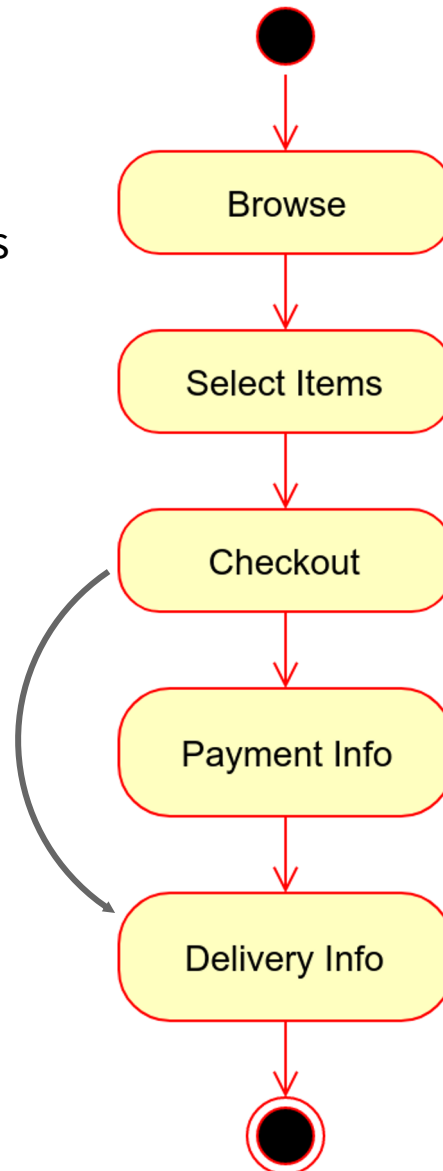 s
Browse
Select Items
Checkout
Payment Info
Delivery Info